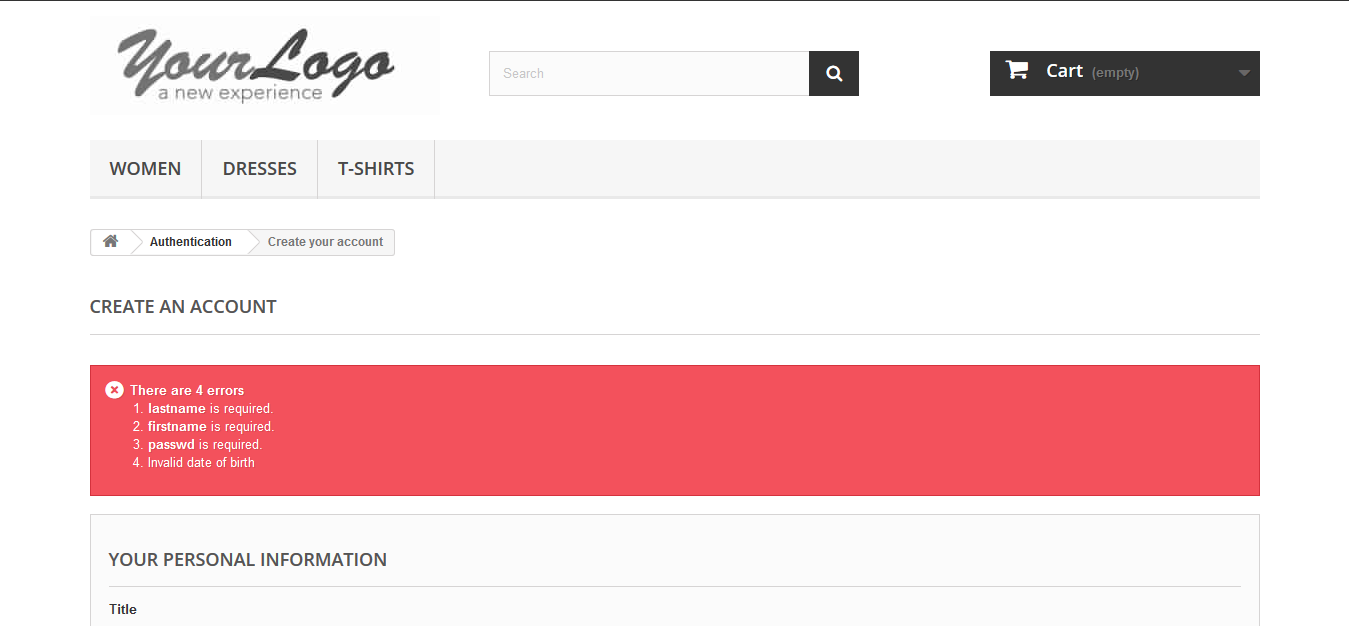 YourLogo
a new experience
Search
Cart (empty)
WOMEN DRESSES T-SHIRTS
Authentication Create your account
CREATE AN ACCOUNT
There are 4 errors
1. lastname is required.
2. firstname is required.
3. passwd is required.
4. Invalid date of birth
YOUR PERSONAL INFORMATION
Title